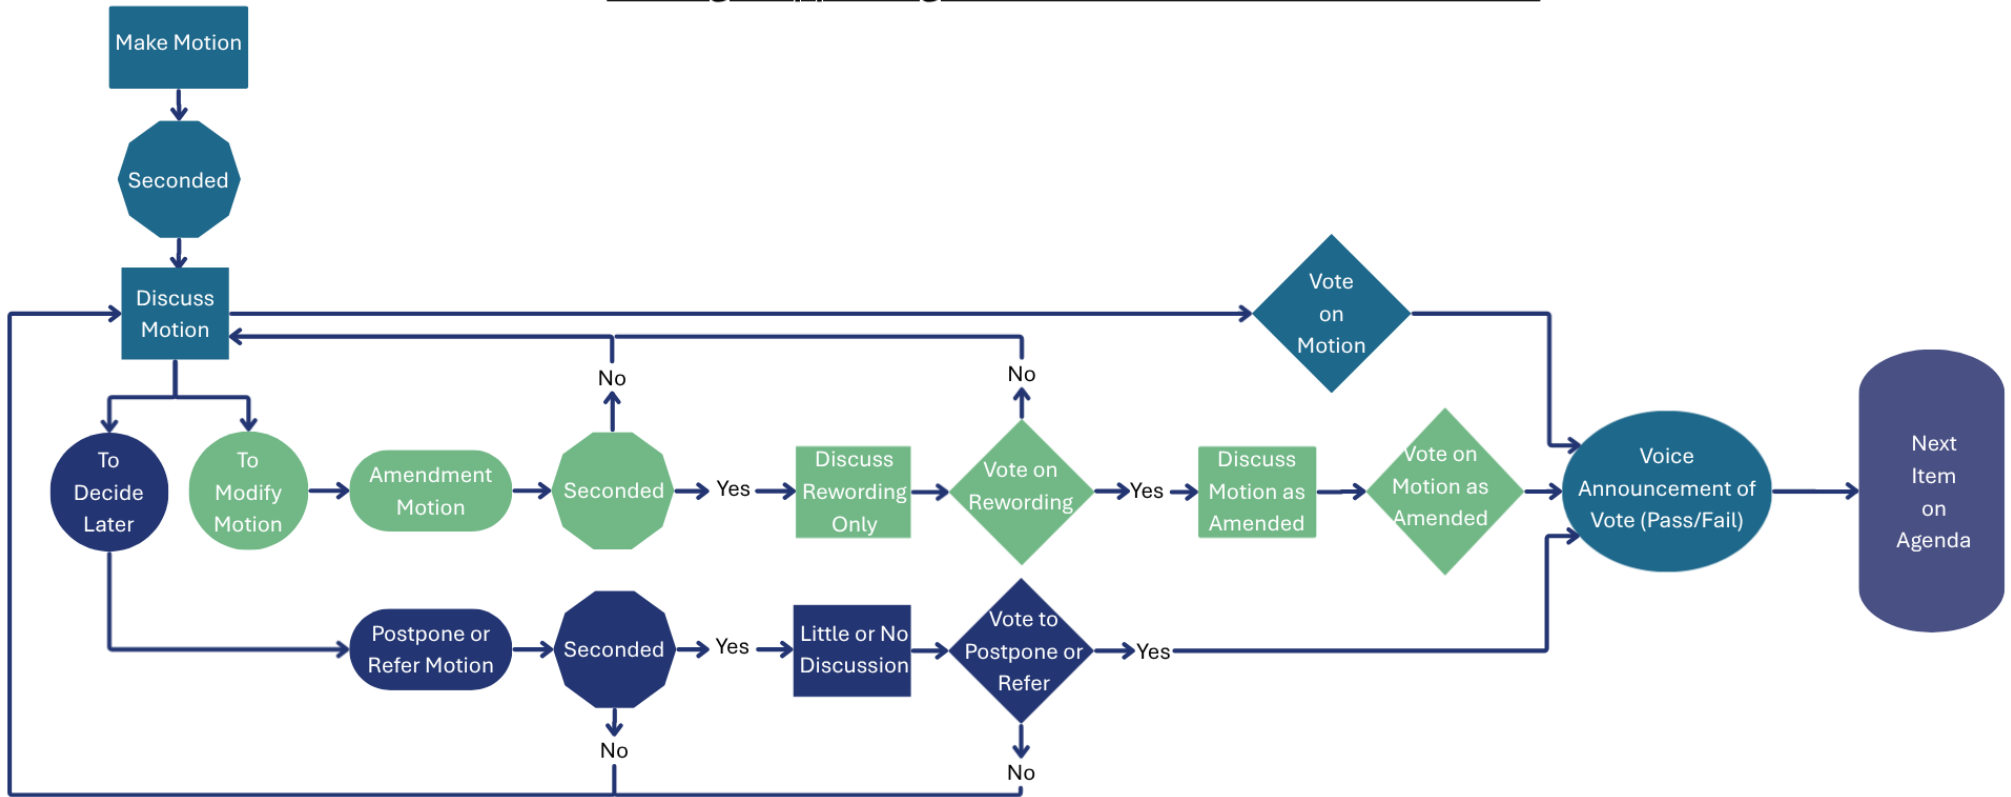 Make Motion
Seconded
Discuss
Motion
Vote
on
Motion
No
No
To
Decide
Later
To
Modify
Motion
Amendment
Motion
Seconded
Yes
Discuss
Rewording
Only
Vote on
Rewording
Yes
Discuss
Motion as
Amended
Vote on
Motion as
Amended
Voice
Announcement of
Vote (Pass/Fail)
Next
Item
on
Agenda
Postpone or
Refer Motion
Seconded
Yes
Little or No
Discussion
Vote to
Postpone or
Refer
Yes
No
No